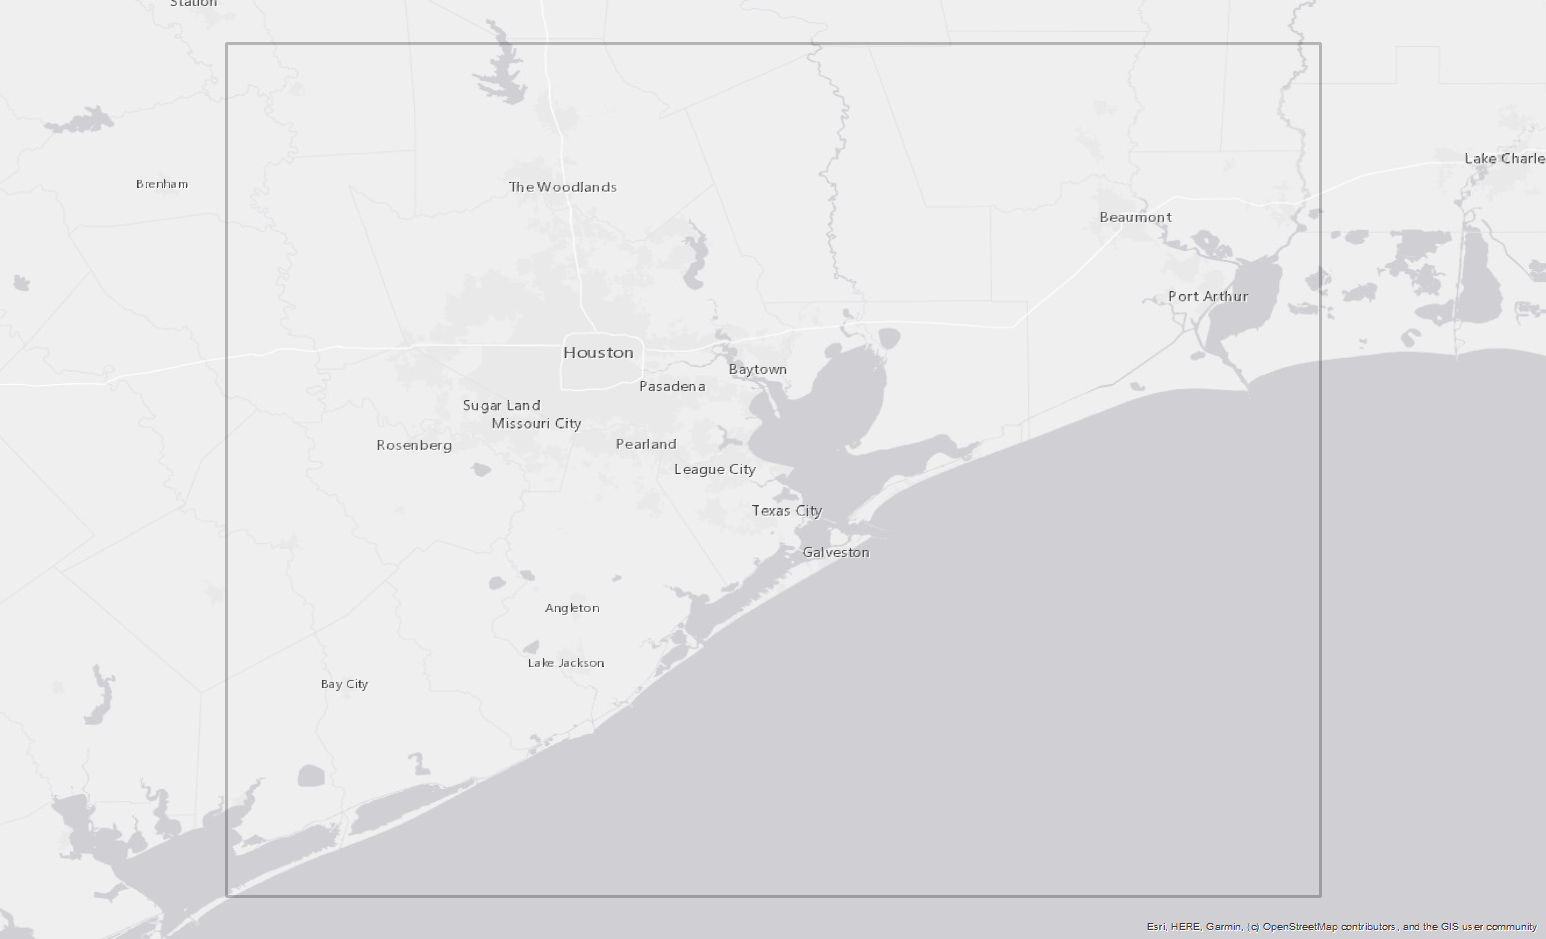 Station
Lake Charle
Brenham
The Woodlands
Beaumont
Port Arthur
Houston
Baytown
Pasadena
Sugar Land
Missouri City
Rosenberg
Pearland
League City
Texas City
Galveston
Angleton
Lake Jackson
Bay City
Esri, HERE, Garmin, (c) OpenStreetMap contributors, and the GIS user community